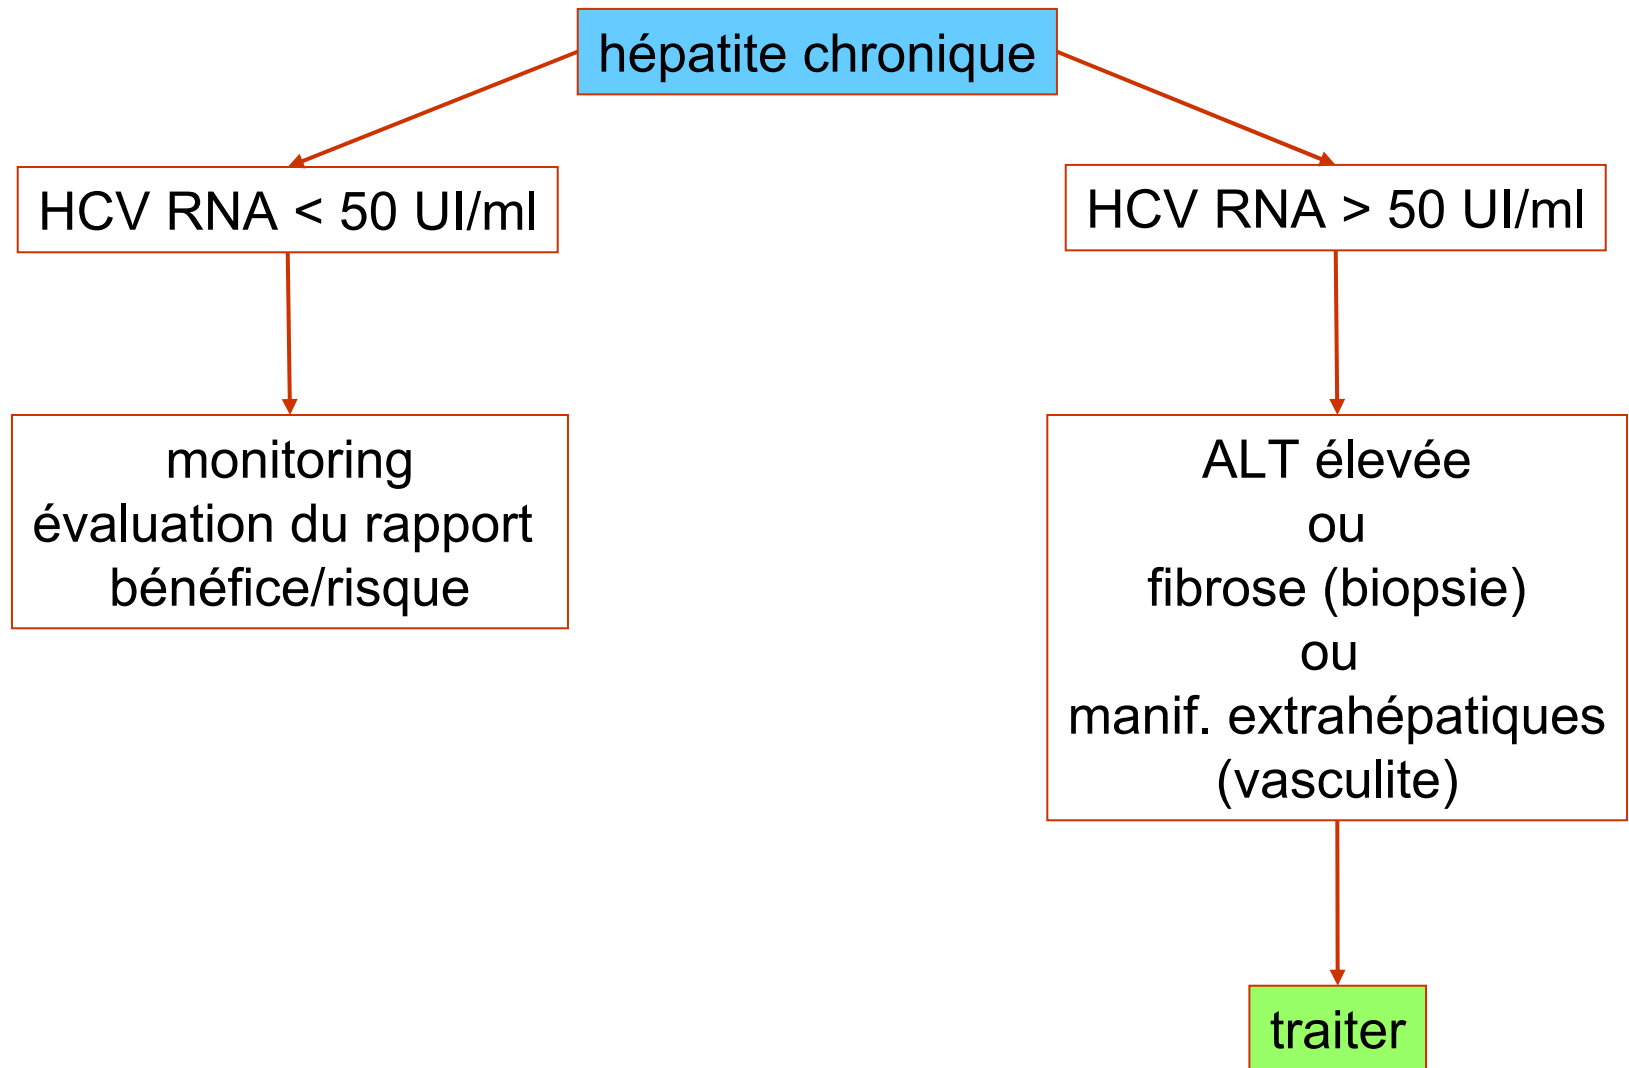 hépatite chronique
HCV RNA < 50 UI/ml
HCV RNA > 50 UI/ml
monitoring
évaluation du rapport
bénéfice/risque
ALT élevée
ou
fibrose (biopsie)
ou
manif. extrahépatiques
(vasculite)
traiter